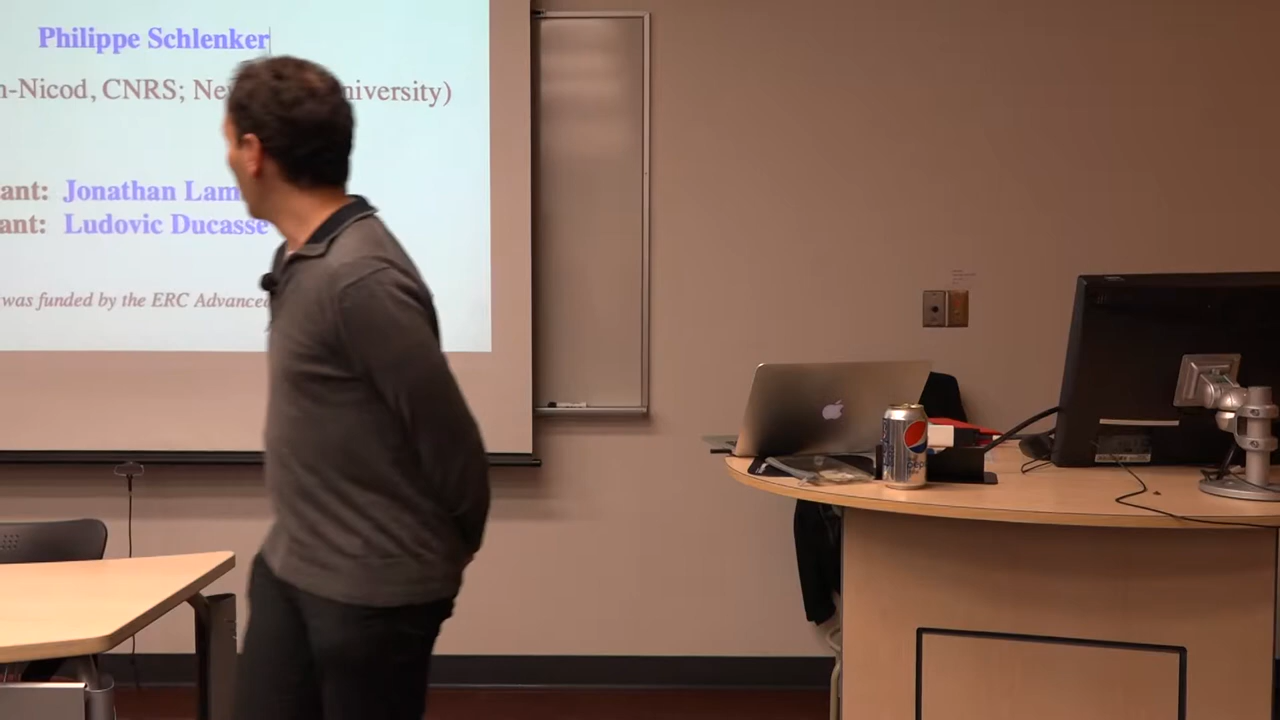 Philippe Schlenker
n-Nicod, CNRS; Ne niversity)
ant: Jonathan Lam
ant: Ludovic Ducasse
was funded by the ERC Advanced
pepsi